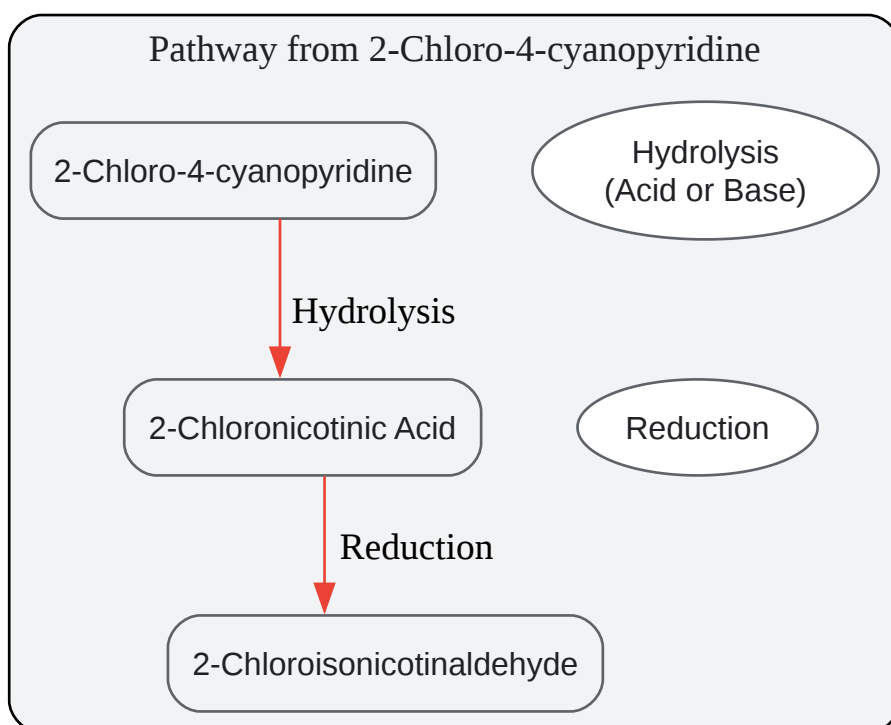 Pathway from 2-Chloro-4-cyanopyridine
2-Chloro-4-cyanopyridine
Hydrolysis
(Acid or Base)
Hydrolysis
2-Chloronicotinic Acid
Reduction
Reduction
2-Chloroisonicotinaldehyde